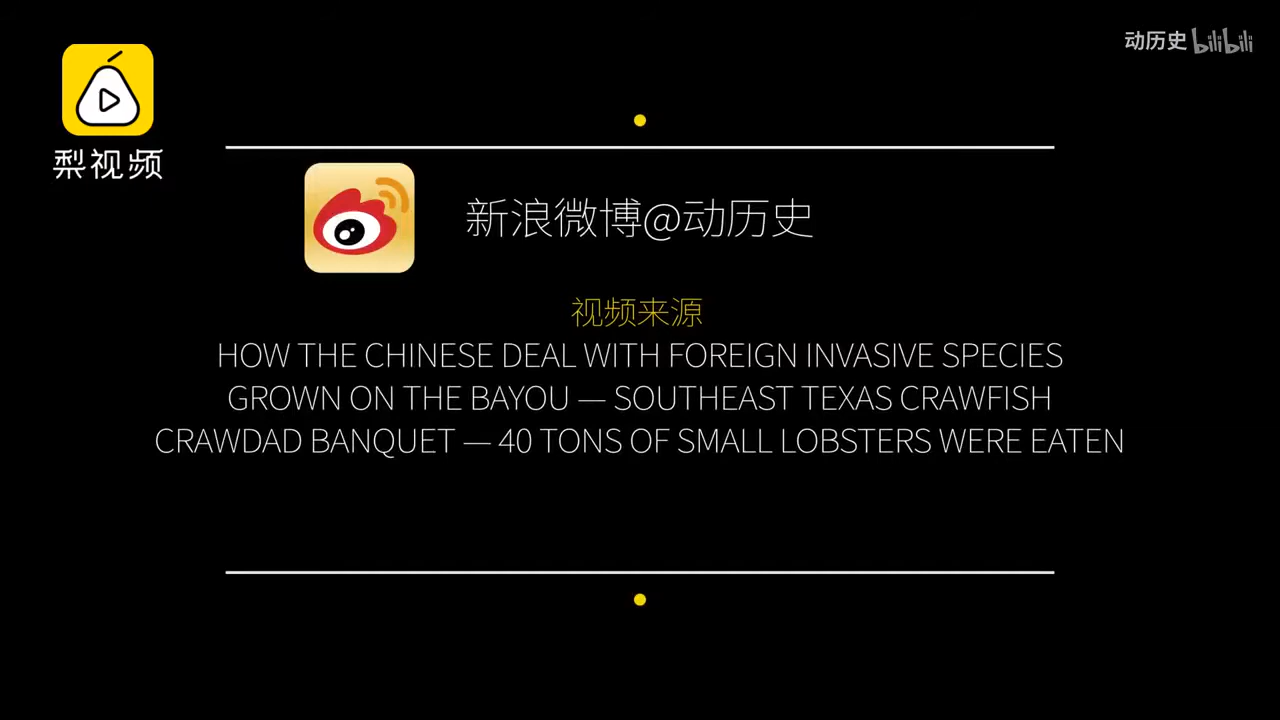 动历史 bilibili
梨视频
新浪微博@动历史
视频来源
HOW THE CHINESE DEAL WITH FOREIGN INVASIVE SPECIES
GROWN ON THE BAYOU — SOUTHEAST TEXAS CRAWFISH
CRAWDAD BANQUET — 40 TONS OF SMALL LOBSTERS WERE EATEN